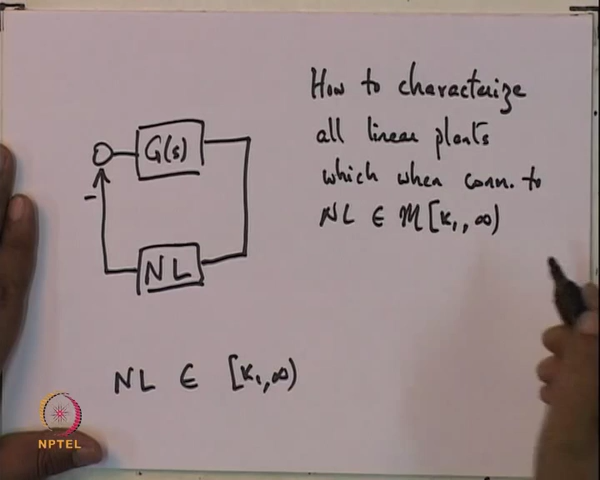 How to characterize
all linear plants
which when conn. to
NL ∈ M[K₁, ∞)
G(s)
-
NL
NL ∈ [K₁, ∞)
NPTEL